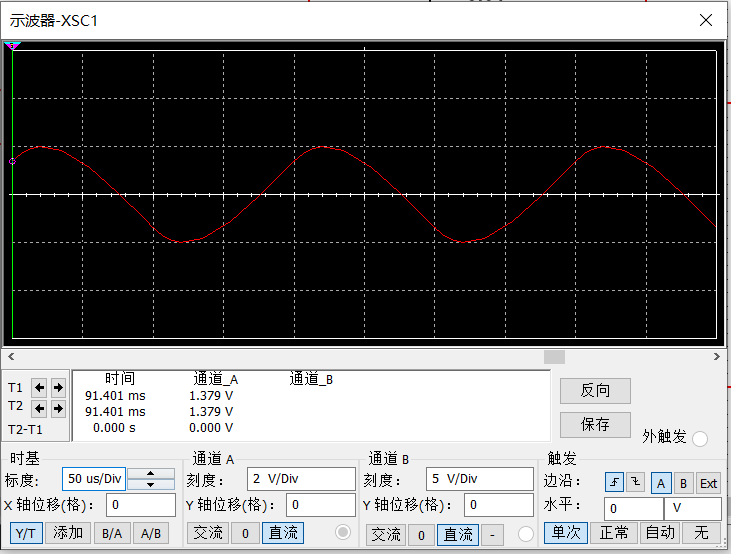 示波器-XSC1
时间 通道_A 通道_B
T1 91.401 ms 1.379 V
T2 91.401 ms 1.379 V
T2-T1 0.000 s 0.000 V
反向
保存
外触发
时基 通道 A 通道 B 触发
标度: 50 us/Div 刻度: 2 V/Div 刻度: 5 V/Div 边沿: A B Ext
X 轴位移(格): 0 Y 轴位移(格): 0 Y 轴位移(格): 0 水平: 0 V
Y/T 添加 B/A A/B 交流 0 直流 交流 0 直流 - 单次 正常 自动 无